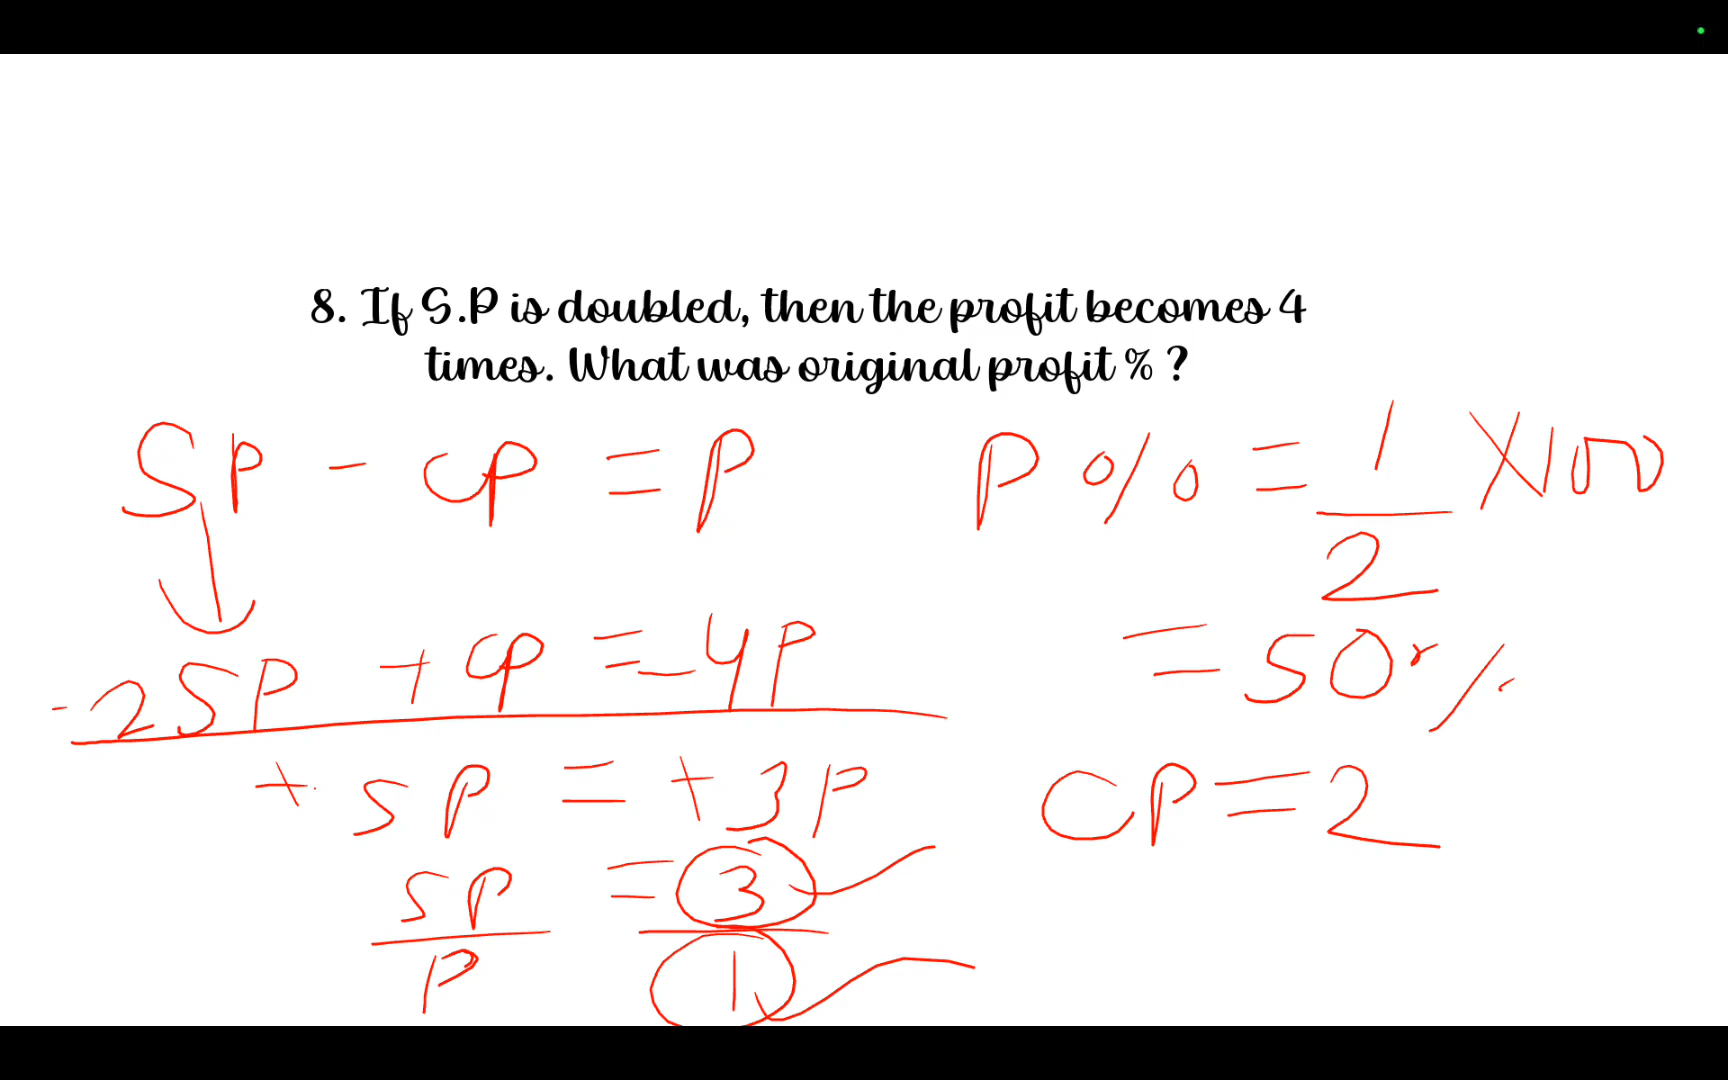 8. If S.P is doubled, then the profit becomes 4
times. What was original profit % ?
SP - CP = P
-2SP + CP = -4P
+ SP = +3P
SP/P = 3/1
P % = 1/2 X100
= 50%
CP = 2